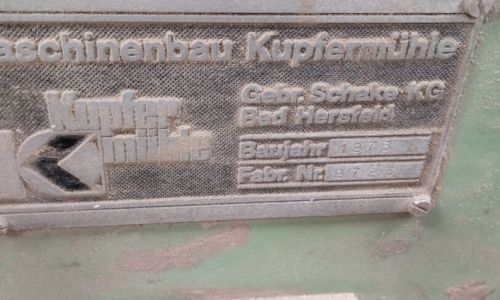 aschinenbau Kupfermühle
Kupfer
mühle
Gebr. Schake KG
Bad Hersfeld
Baujahr 1975
Fabr. Nr.